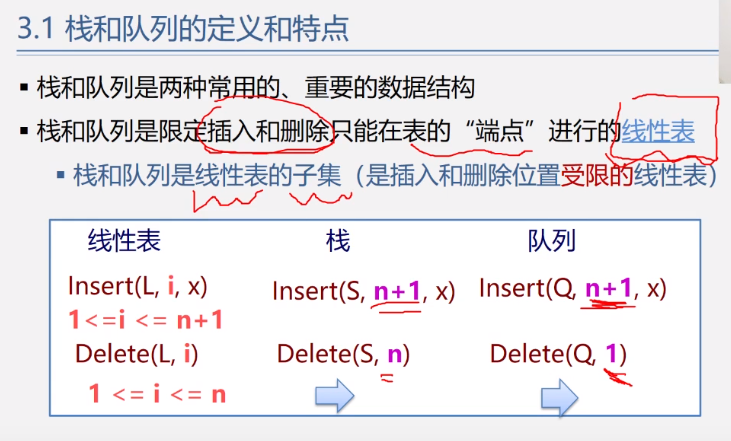 3.1 栈和队列的定义和特点
▪ 栈和队列是两种常用的、重要的数据结构
▪ 栈和队列是限定插入和删除只能在表的“端点”进行的线性表
▪ 栈和队列是线性表的子集（是插入和删除位置受限的线性表）
线性表 栈 队列
Insert(L, i, x) Insert(S, n+1, x) Insert(Q, n+1, x)
1<=i <= n+1
Delete(L, i) Delete(S, n) Delete(Q, 1)
1 <= i <= n